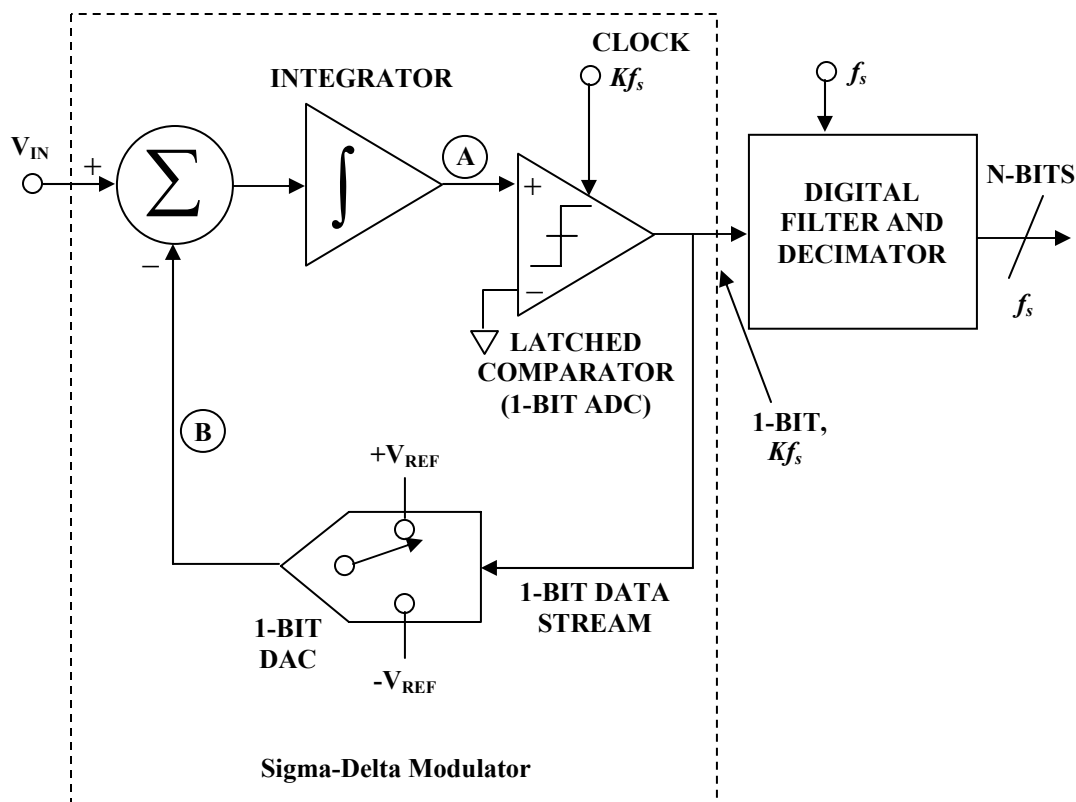 CLOCK
Kfs
fs
INTEGRATOR
VIN
+
∑
∫
A
+
−
−
DIGITAL
FILTER AND
DECIMATOR
N-BITS
fs
LATCHED
COMPARATOR
(1-BIT ADC)
1-BIT,
Kfs
B
+VREF
1-BIT DATA
STREAM
1-BIT
DAC
-VREF
Sigma-Delta Modulator